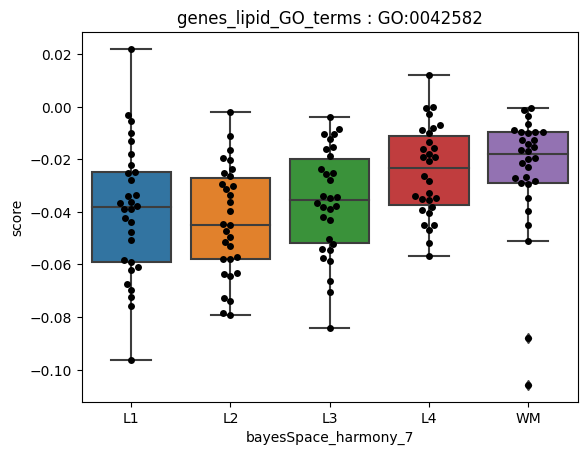 genes_lipid_GO_terms : GO:0042582
0.02
0.00
−0.02
−0.04
−0.06
−0.08
−0.10
score
L1 L2 L3 L4 WM
bayesSpace_harmony_7